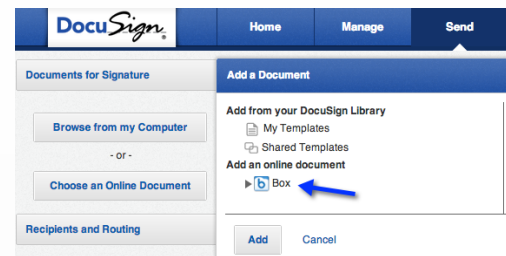 DocuSign
Home
Manage
Send
Documents for Signature
Browse from my Computer
- or -
Choose an Online Document
Recipients and Routing
Add a Document
Add from your DocuSign Library
My Templates
Shared Templates
Add an online document
b Box
Add
Cancel